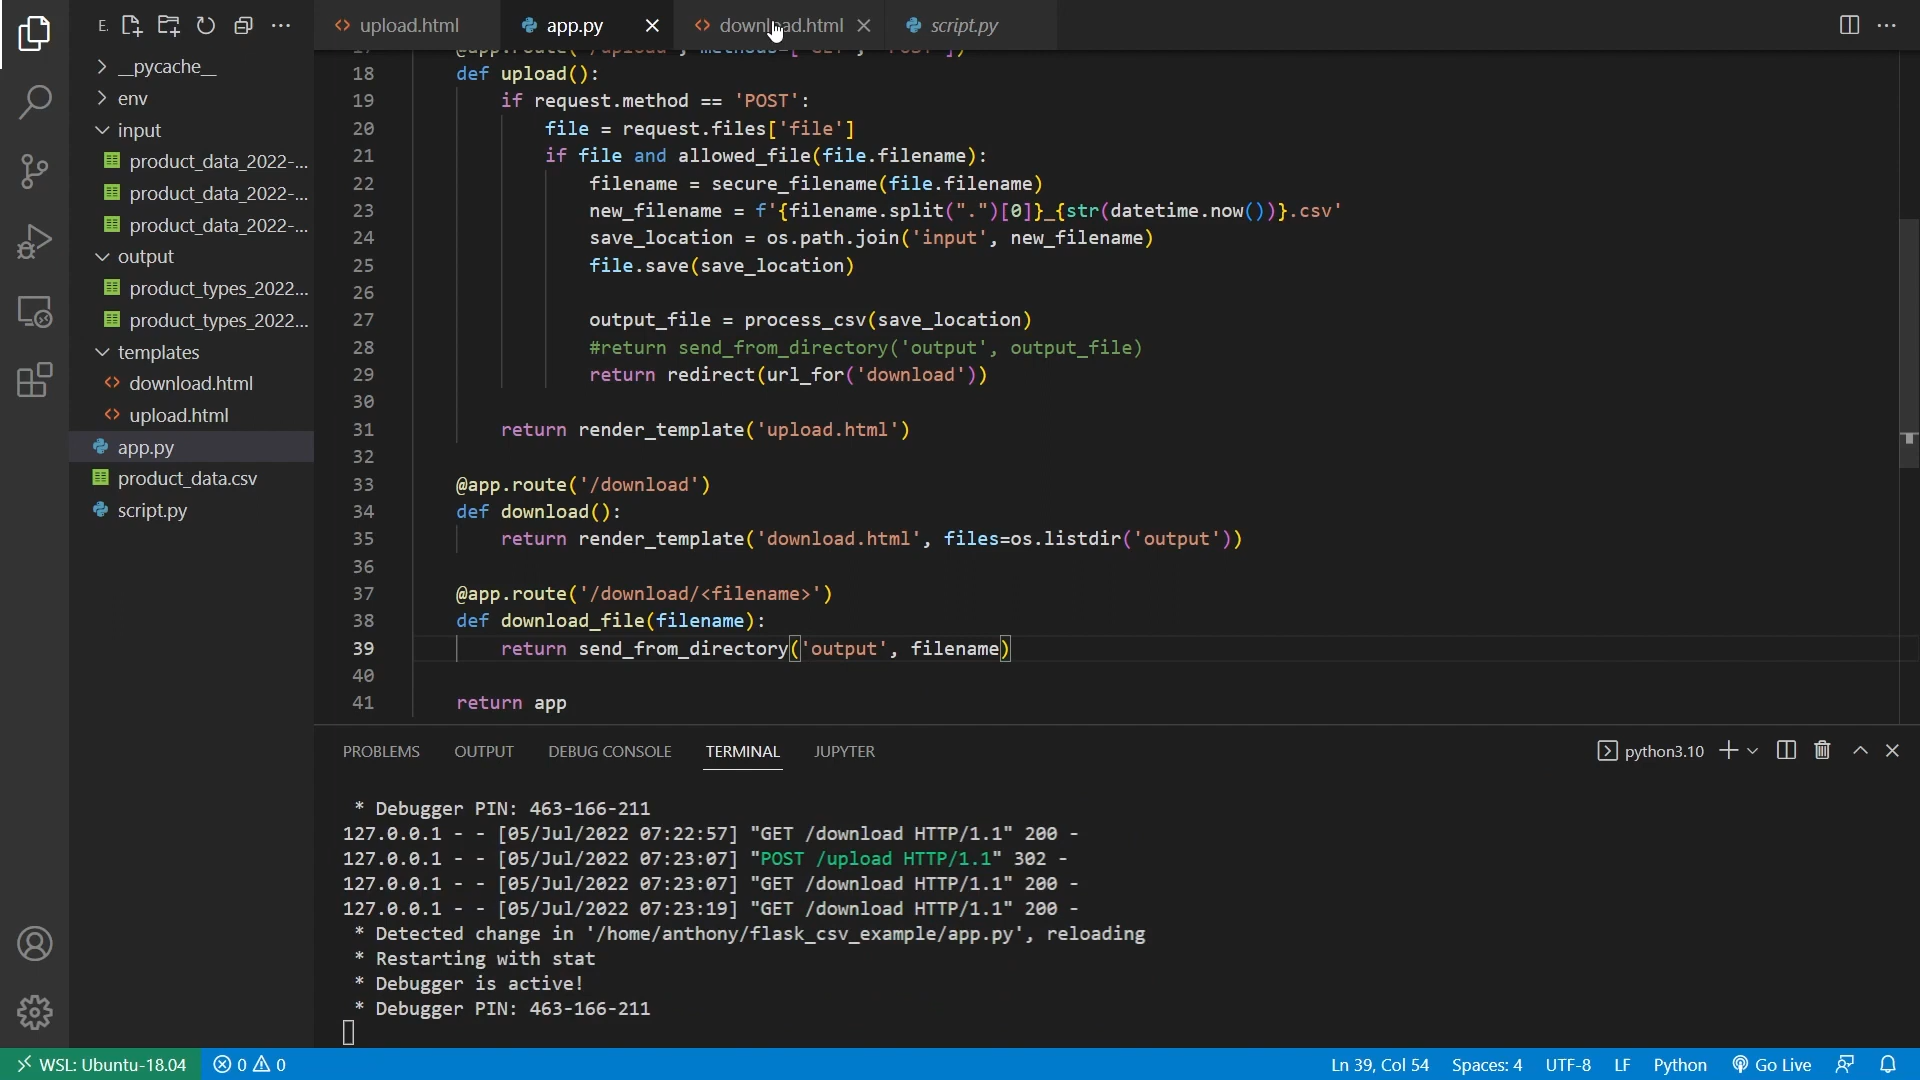 E.
__pycache__
env
input
product_data_2022-...
product_data_2022-...
product_data_2022-...
output
product_types_2022...
product_types_2022...
templates
download.html
upload.html
app.py
product_data.csv
script.py
upload.html
app.py
download.html
script.py
17 @app.route('/upload', methods=['GET', 'POST'])
18 def upload():
19 if request.method == 'POST':
20 file = request.files['file']
21 if file and allowed_file(file.filename):
22 filename = secure_filename(file.filename)
23 new_filename = f'{filename.split(".")[0]}_{str(datetime.now())}.csv'
24 save_location = os.path.join('input', new_filename)
25 file.save(save_location)
26
27 output_file = process_csv(save_location)
28 #return send_from_directory('output', output_file)
29 return redirect(url_for('download'))
30
31 return render_template('upload.html')
32
33 @app.route('/download')
34 def download():
35 return render_template('download.html', files=os.listdir('output'))
36
37 @app.route('/download/<filename>')
38 def download_file(filename):
39 return send_from_directory('output', filename)
40
41 return app
PROBLEMS OUTPUT DEBUG CONSOLE TERMINAL JUPYTER
python3.10
* Debugger PIN: 463-166-211
127.0.0.1 - - [05/Jul/2022 07:22:57] "GET /download HTTP/1.1" 200 -
127.0.0.1 - - [05/Jul/2022 07:23:07] "POST /upload HTTP/1.1" 302 -
127.0.0.1 - - [05/Jul/2022 07:23:07] "GET /download HTTP/1.1" 200 -
127.0.0.1 - - [05/Jul/2022 07:23:19] "GET /download HTTP/1.1" 200 -
* Detected change in '/home/anthony/flask_csv_example/app.py', reloading
* Restarting with stat
* Debugger is active!
* Debugger PIN: 463-166-211
WSL: Ubuntu-18.04 0 0 Ln 39, Col 54 Spaces: 4 UTF-8 LF Python Go Live